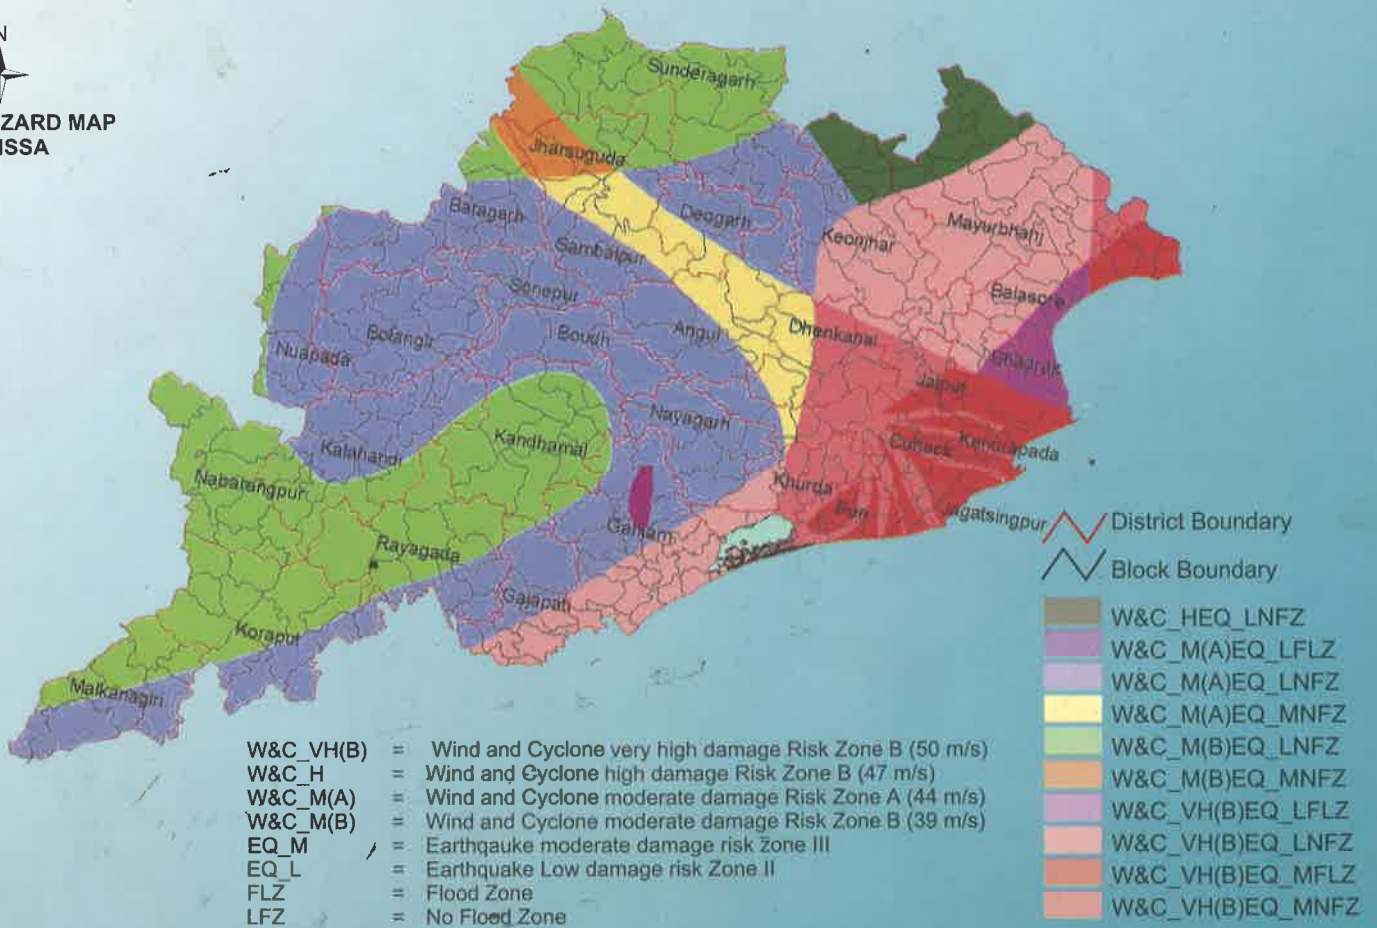 N
ZARD MAP
ISSA
Sunderagarh
Jharsuguda
Baragarh
Deogarh
Mayurbhanj
Keonjhar
Sambalpur
Sonepur
Balasore
Bolangir
Boudh
Angul
Dhenkanal
Nuapada
Bhadrak
Jajpur
Nayagarh
Kandhamal
Cuttack
Kendrapada
Kalahandi
Nabarangpur
Khurda
Puri
Jagatsingpur
Ganjam
Rayagada
Gajapati
Koraput
Malkanagiri
District Boundary
Block Boundary
W&C_HEQ_LNFZ
W&C_M(A)EQ_LFLZ
W&C_M(A)EQ_LNFZ
W&C_M(A)EQ_MNFZ
W&C_M(B)EQ_LNFZ
W&C_M(B)EQ_MNFZ
W&C_VH(B)EQ_LFLZ
W&C_VH(B)EQ_LNFZ
W&C_VH(B)EQ_MFLZ
W&C_VH(B)EQ_MNFZ
W&C_VH(B) = Wind and Cyclone very high damage Risk Zone B (50 m/s)
W&C_H = Wind and Cyclone high damage Risk Zone B (47 m/s)
W&C_M(A) = Wind and Cyclone moderate damage Risk Zone A (44 m/s)
W&C_M(B) = Wind and Cyclone moderate damage Risk Zone B (39 m/s)
EQ_M = Earthqauke moderate damage risk zone III
EQ_L = Earthquake Low damage risk Zone II
FLZ = Flood Zone
LFZ = No Flood Zone